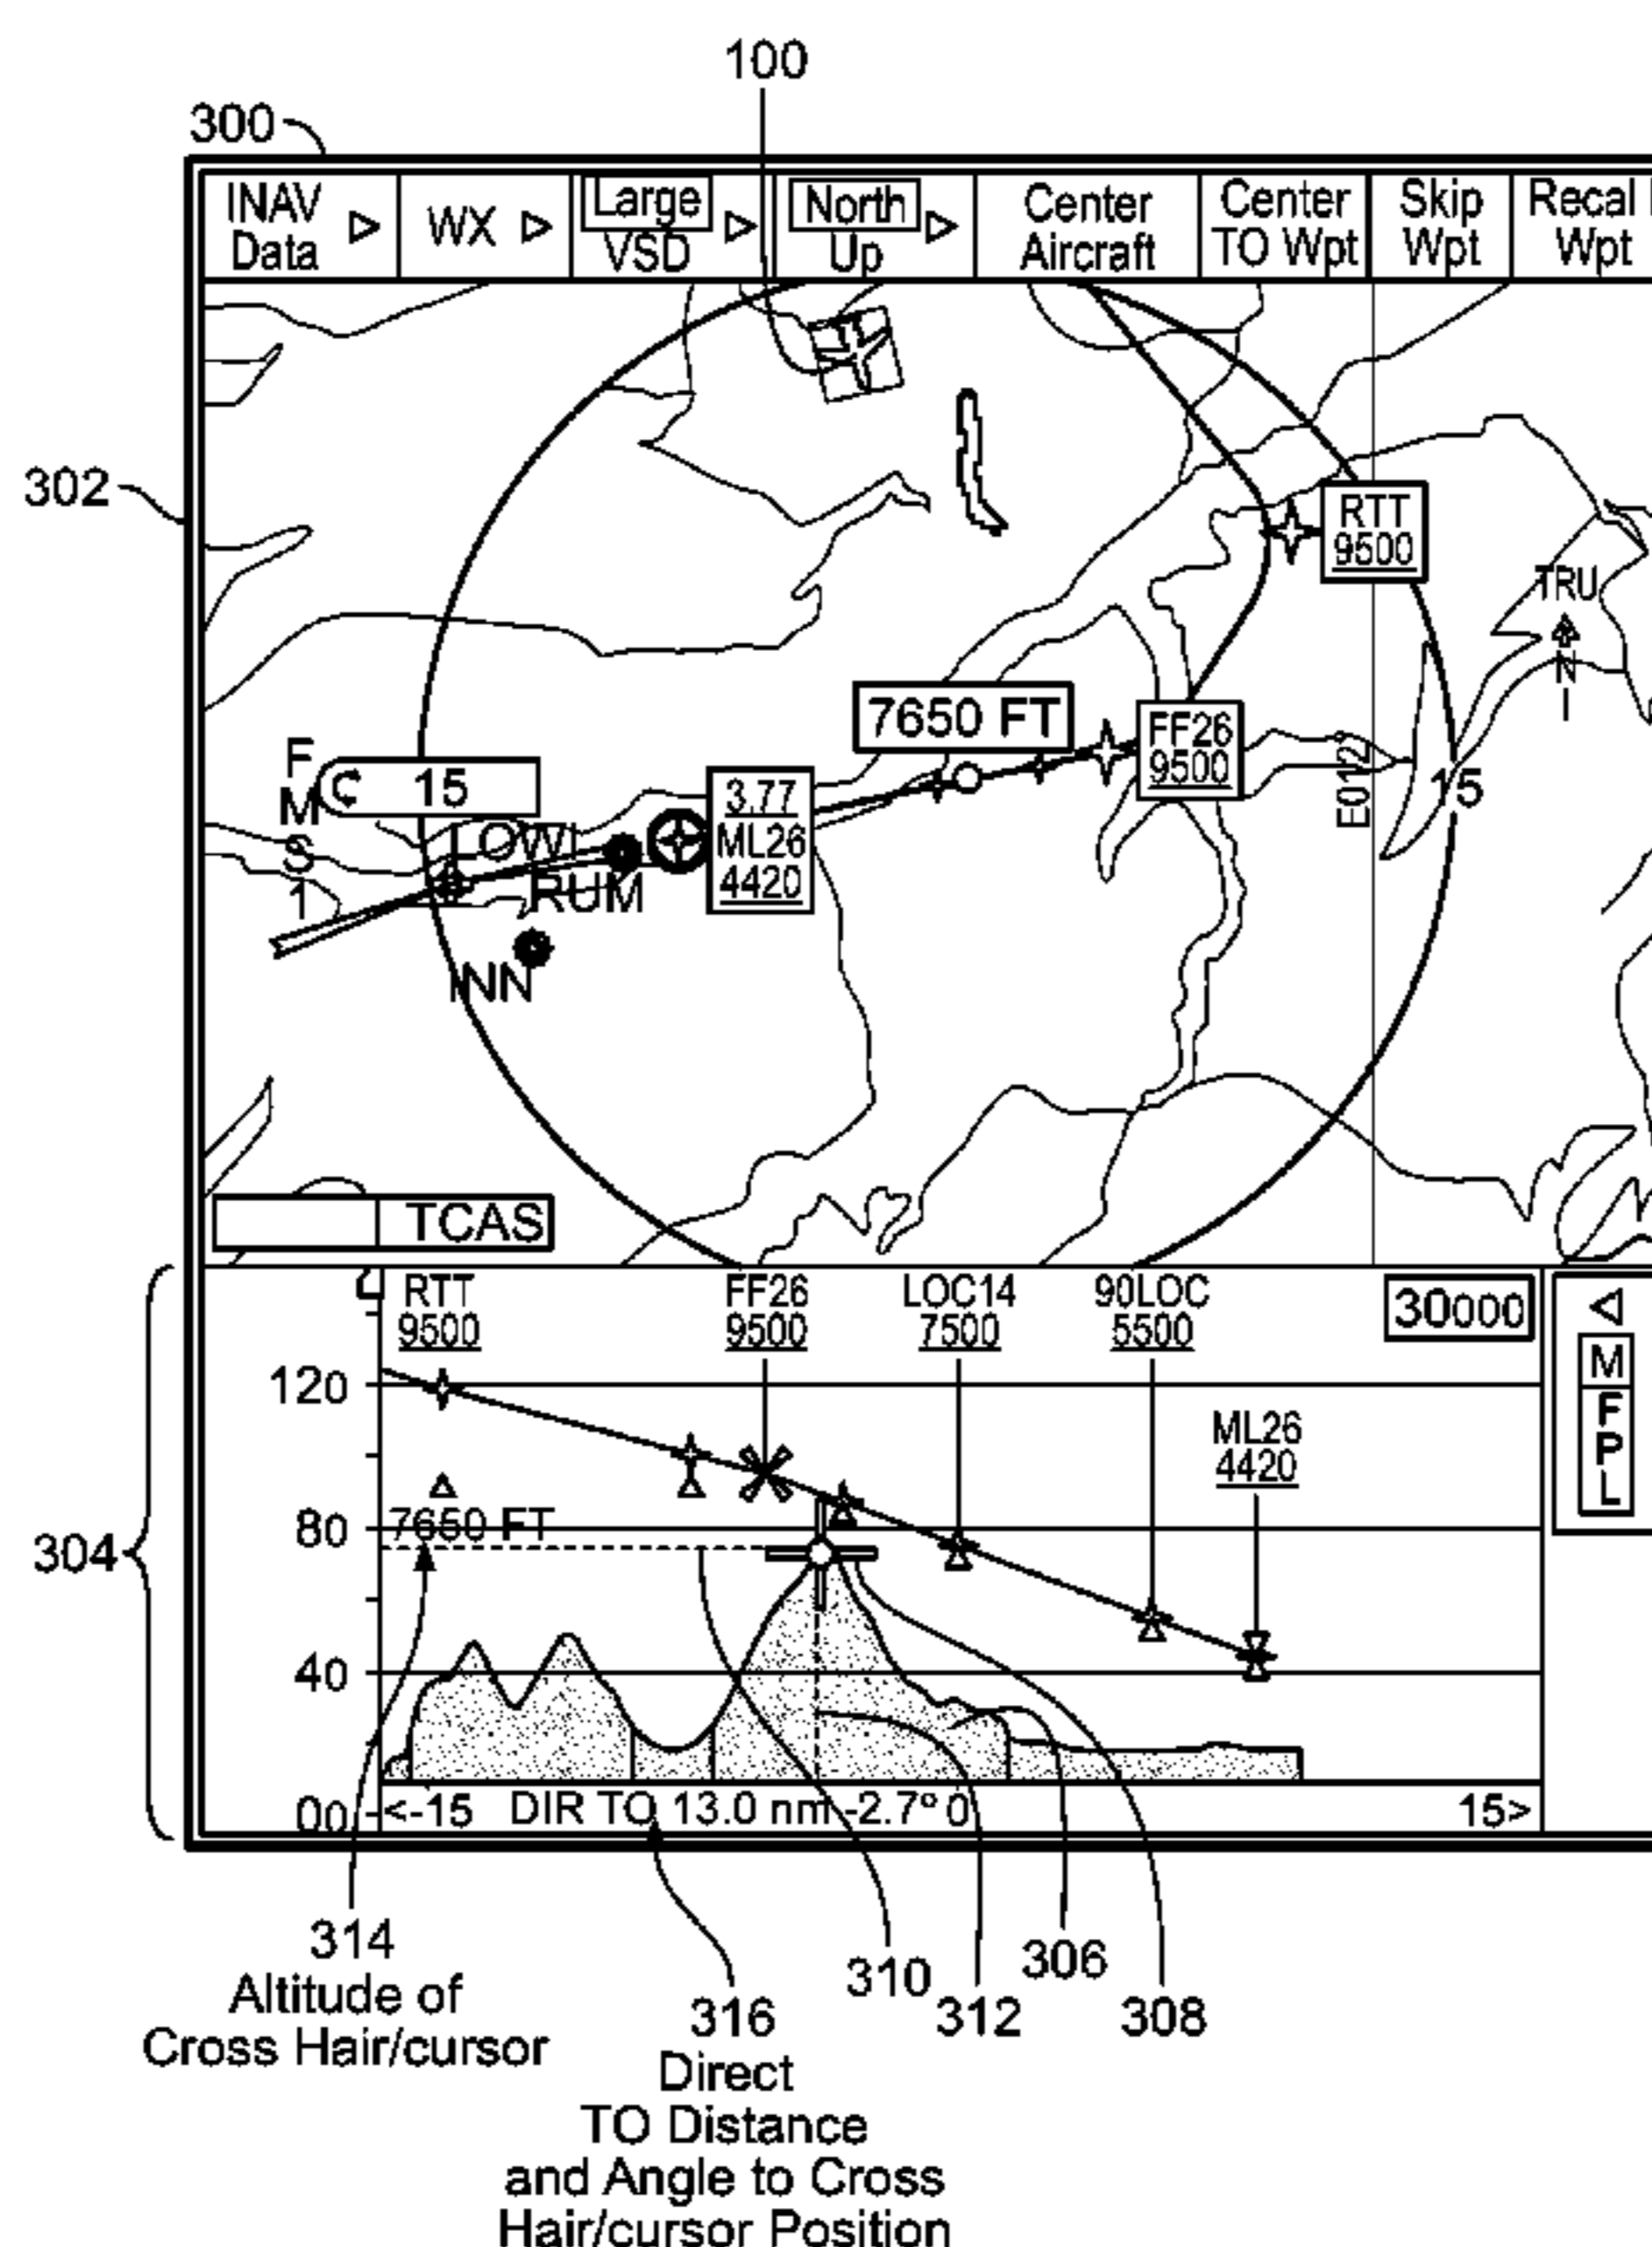 100
300
INAV Data
WX
Large VSD
North Up
Center Aircraft
Center TO Wpt
Skip Wpt
Recal Wpt
302
RTT
9500
TRU
N
7650 FT
FF26
9500
E012.9
15
FMS1
15
3.77
ML26
4420
LOWI
RUM
INN
TCAS
304
RTT
9500
FF26
9500
LOC14
7500
90LOC
5500
30000
M
FPL
120
ML26
4420
80
7650 FT
40
00
<-15 DIR TO 13.0 nm -2.7° 0 15>
314
Altitude of
Cross Hair/cursor
316
Direct
TO Distance
and Angle to Cross
Hair/cursor Position
310
312
306
308